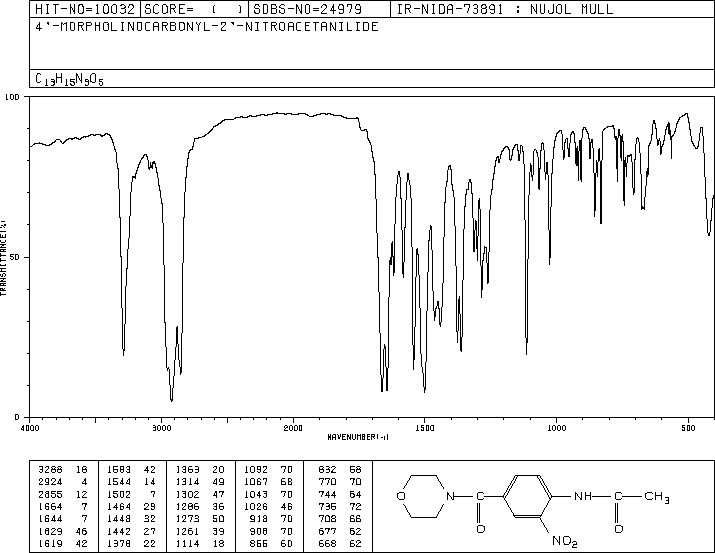 HIT-NO=10032 SCORE= ( ) SDBS-NO=24979 IR-NIDA-73891 : NUJOL MULL
4'-MORPHOLINOCARBONYL-2'-NITROACETANILIDE
C13H15N3O5
100
50
0
TRANSMITTANCE(%)
4000 3000 2000 1500 1000 500
WAVENUMBER(-1)
3288 18 1583 42 1363 20 1092 70 832 58
2924 4 1544 14 1314 49 1067 68 770 70
2855 12 1502 7 1302 47 1043 70 744 64
1664 7 1464 29 1286 36 1026 46 735 72
1644 7 1448 32 1273 50 918 70 708 66
1629 46 1442 27 1261 39 908 70 677 62
1619 42 1378 22 1114 18 855 60 668 62
O N C NH C CH3
O NO2 O